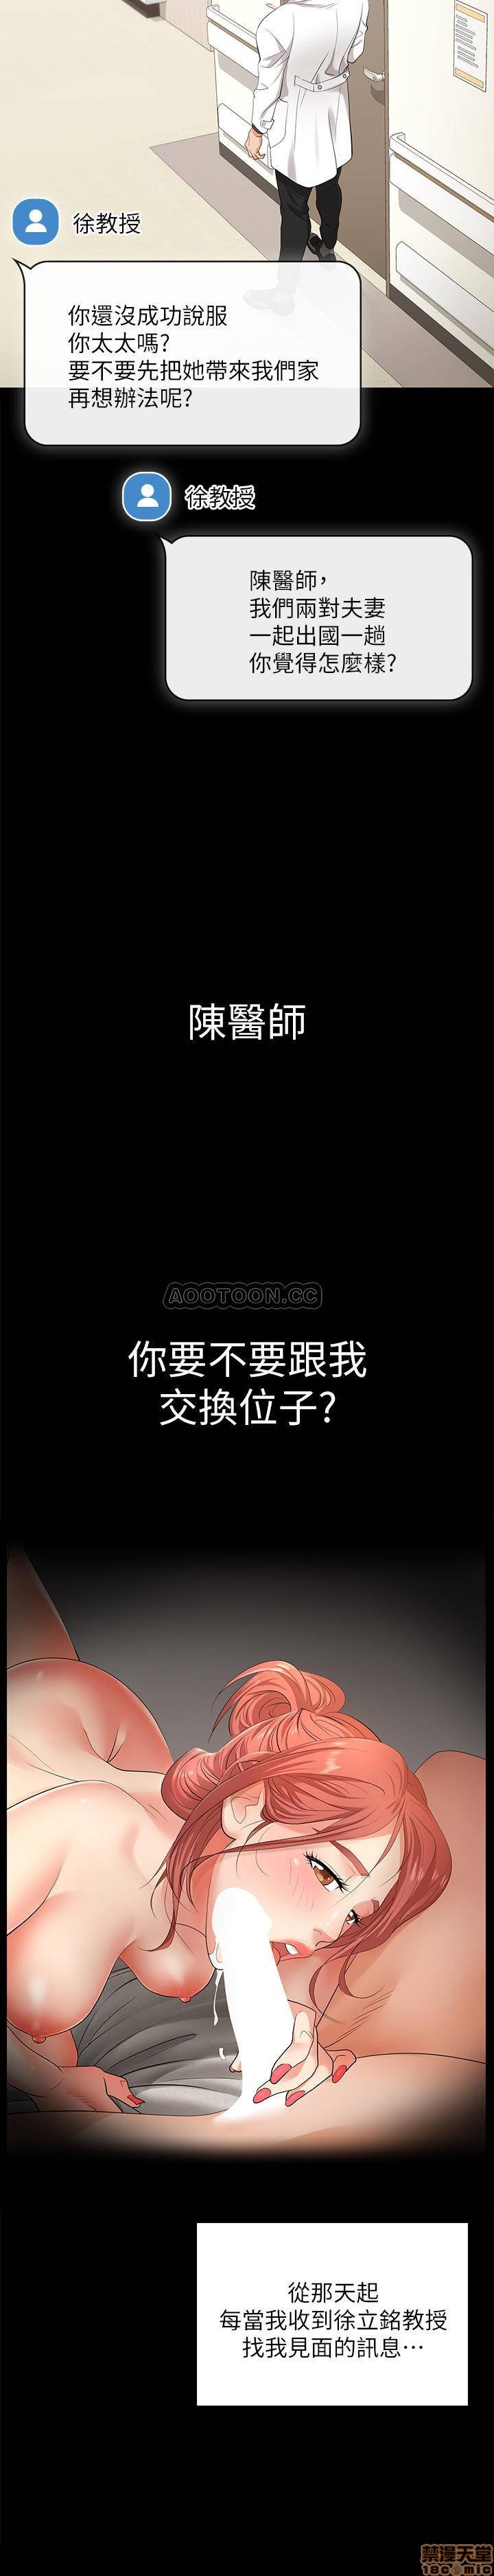 徐教授
你還沒成功說服
你太太嗎?
要不要先把她帶來我們家
再想辦法呢?
徐教授
陳醫師,
我們兩對夫妻
一起出國一趟
你覺得怎麼樣?
陳醫師
AOOTOON.CC
你要不要跟我
交換位子?
從那天起
每當我收到徐立銘教授
找我見面的訊息⋯
禁漫天堂
18COMIC